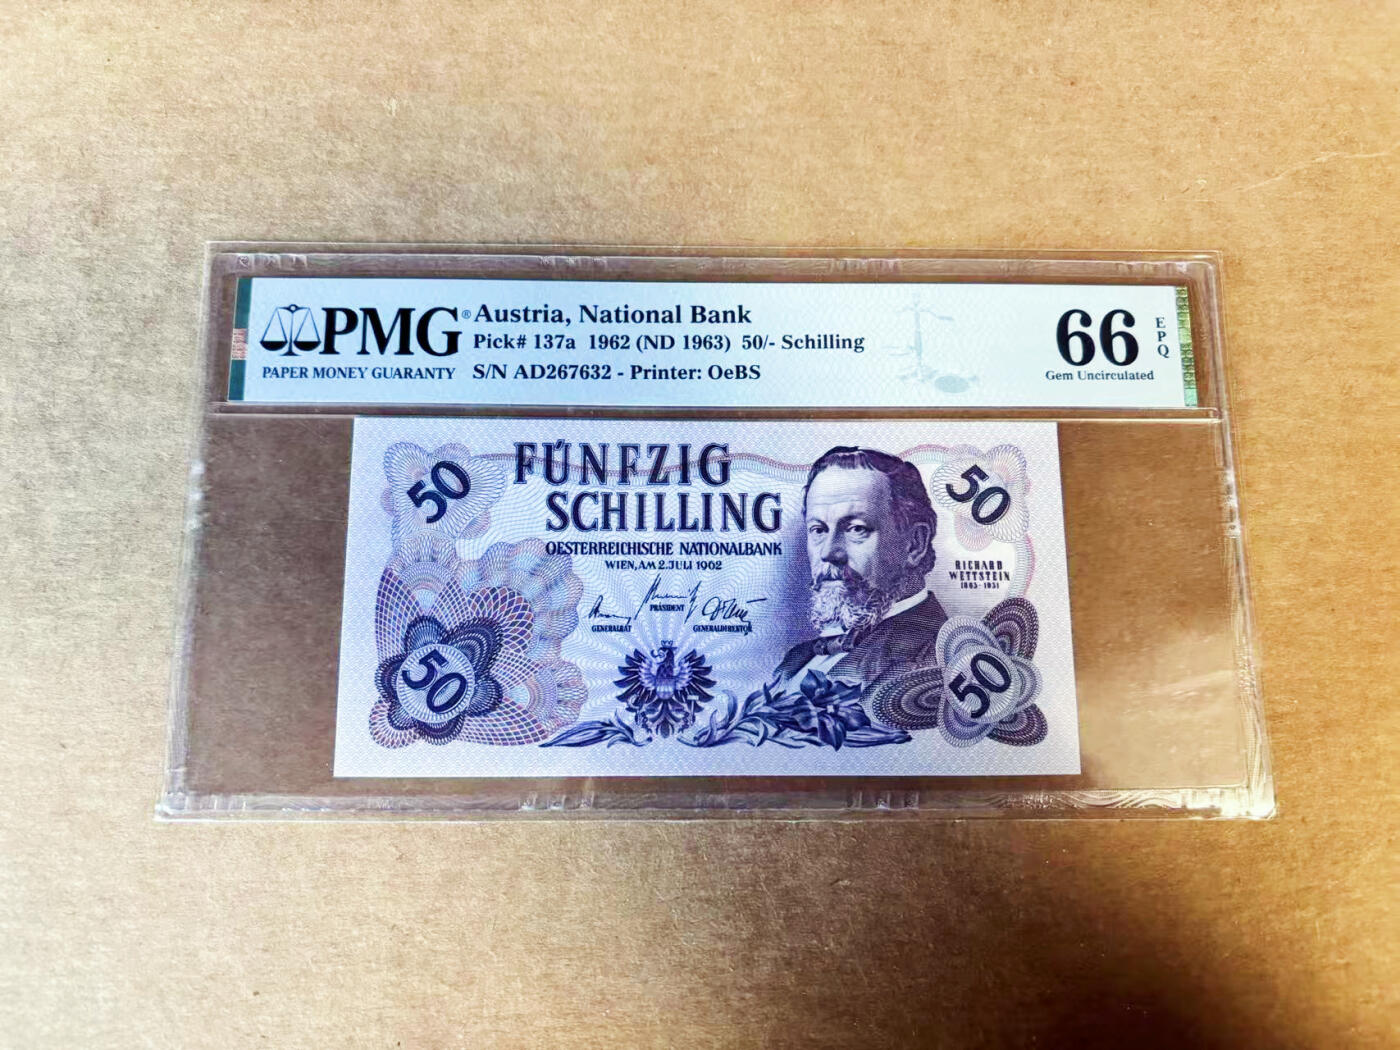 PMG®
PAPER MONEY GUARANTY
Austria, National Bank
Pick# 137a 1962 (ND 1963) 50/- Schilling
S/N AD267632 - Printer: OeBS
66
EPQ
Gem Uncirculated
50
FÜNFZIG
SCHILLING
50
OESTERREICHISCHE NATIONALBANK
WIEN, AM 2. JULI 1962
RICHARD
WETTSTEIN
1863-1931
PRÄSIDENT
GENERALRAT
GENERALDIREKTOR
50
50